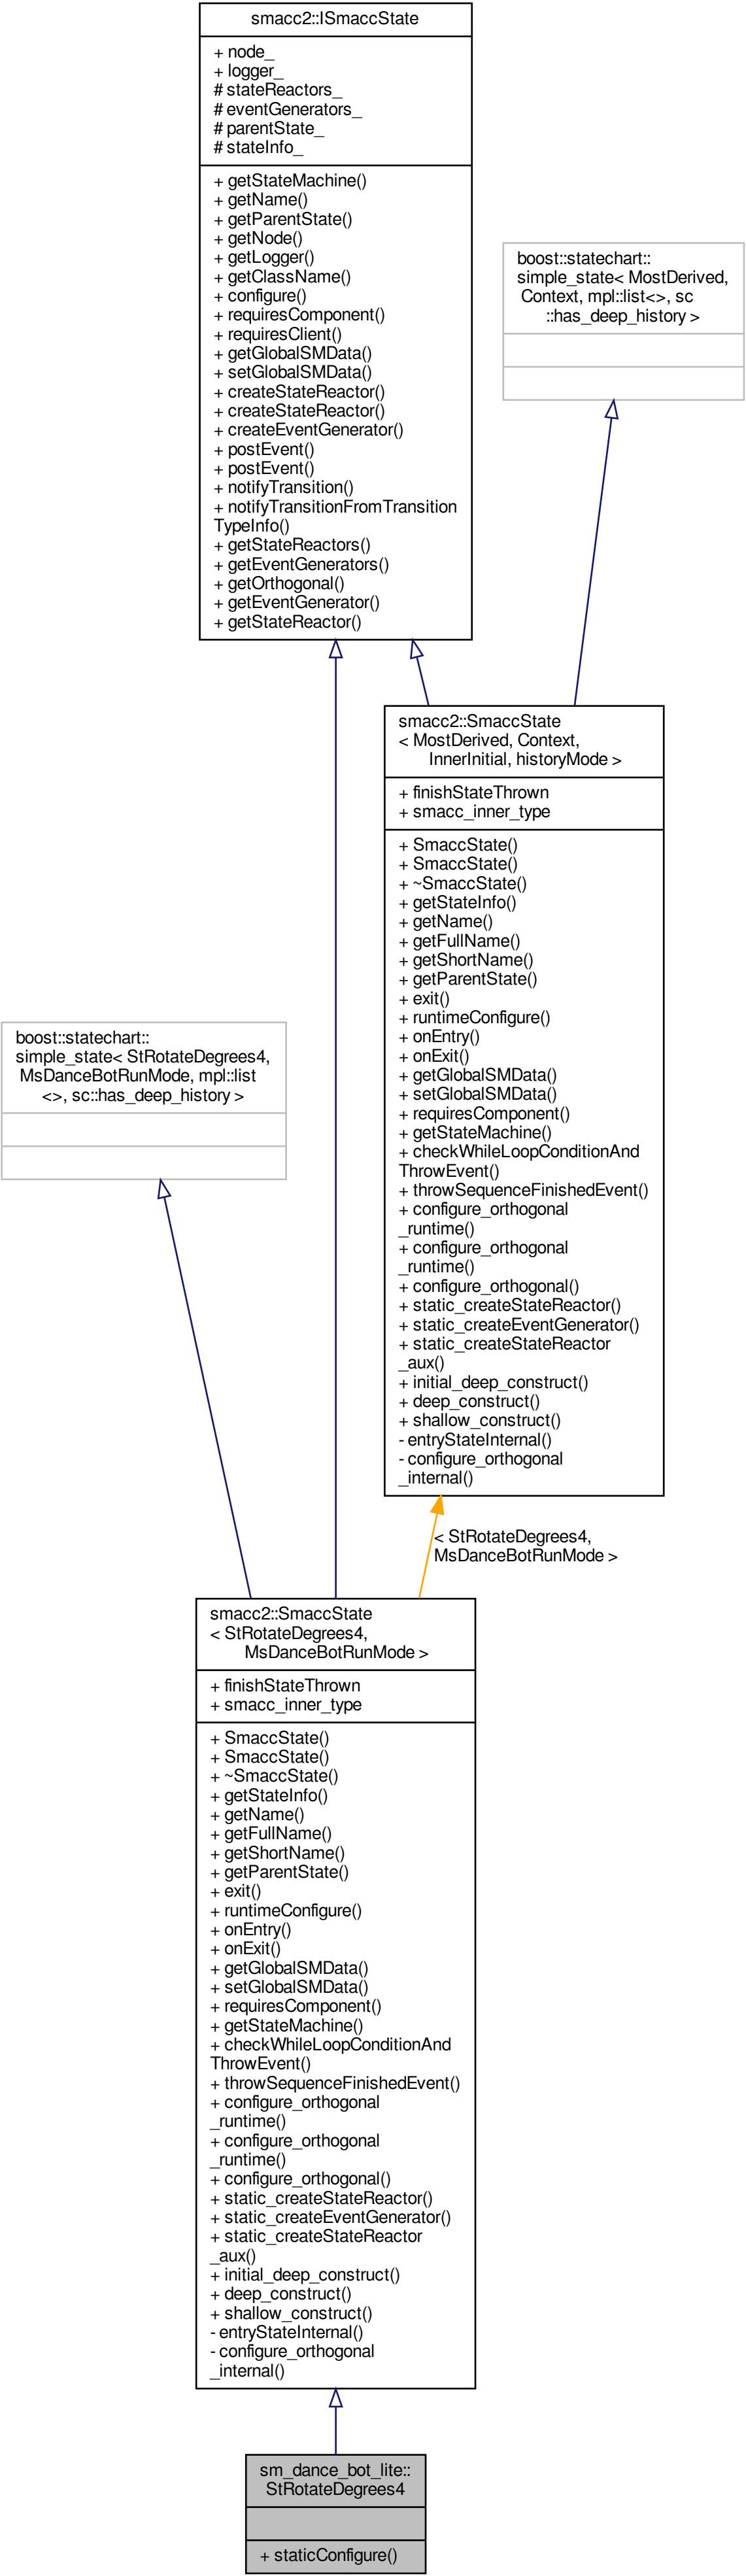 smacc2::ISmaccState
+ node_
+ logger_
# stateReactors_
# eventGenerators_
# parentState_
# stateInfo_
+ getStateMachine()
+ getName()
+ getParentState()
+ getNode()
+ getLogger()
+ getClassName()
+ configure()
+ requiresComponent()
+ requiresClient()
+ getGlobalSMData()
+ setGlobalSMData()
+ createStateReactor()
+ createStateReactor()
+ createEventGenerator()
+ postEvent()
+ postEvent()
+ notifyTransition()
+ notifyTransitionFromTransition
TypeInfo()
+ getStateReactors()
+ getEventGenerators()
+ getOrthogonal()
+ getEventGenerator()
+ getStateReactor()
boost::statechart::
simple_state< MostDerived,
Context, mpl::list<>, sc
::has_deep_history >
smacc2::SmaccState
< MostDerived, Context,
InnerInitial, historyMode >
+ finishStateThrown
+ smacc_inner_type
+ SmaccState()
+ SmaccState()
+ ~SmaccState()
+ getStateInfo()
+ getName()
+ getFullName()
+ getShortName()
+ getParentState()
+ exit()
+ runtimeConfigure()
+ onEntry()
+ onExit()
+ getGlobalSMData()
+ setGlobalSMData()
+ requiresComponent()
+ getStateMachine()
+ checkWhileLoopConditionAnd
ThrowEvent()
+ throwSequenceFinishedEvent()
+ configure_orthogonal
_runtime()
+ configure_orthogonal
_runtime()
+ configure_orthogonal()
+ static_createStateReactor()
+ static_createEventGenerator()
+ static_createStateReactor
_aux()
+ initial_deep_construct()
+ deep_construct()
+ shallow_construct()
- entryStateInternal()
- configure_orthogonal
_internal()
boost::statechart::
simple_state< StRotateDegrees4,
MsDanceBotRunMode, mpl::list
<>, sc::has_deep_history >
< StRotateDegrees4,
MsDanceBotRunMode >
smacc2::SmaccState
< StRotateDegrees4,
MsDanceBotRunMode >
+ finishStateThrown
+ smacc_inner_type
+ SmaccState()
+ SmaccState()
+ ~SmaccState()
+ getStateInfo()
+ getName()
+ getFullName()
+ getShortName()
+ getParentState()
+ exit()
+ runtimeConfigure()
+ onEntry()
+ onExit()
+ getGlobalSMData()
+ setGlobalSMData()
+ requiresComponent()
+ getStateMachine()
+ checkWhileLoopConditionAnd
ThrowEvent()
+ throwSequenceFinishedEvent()
+ configure_orthogonal
_runtime()
+ configure_orthogonal
_runtime()
+ configure_orthogonal()
+ static_createStateReactor()
+ static_createEventGenerator()
+ static_createStateReactor
_aux()
+ initial_deep_construct()
+ deep_construct()
+ shallow_construct()
- entryStateInternal()
- configure_orthogonal
_internal()
sm_dance_bot_lite::
StRotateDegrees4
+ staticConfigure()